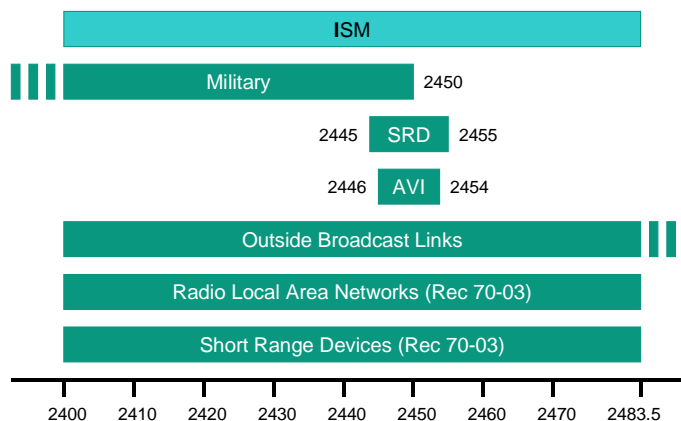 ISM
Military 2450
2445 SRD 2455
2446 AVI 2454
Outside Broadcast Links
Radio Local Area Networks (Rec 70-03)
Short Range Devices (Rec 70-03)
2400 2410 2420 2430 2440 2450 2460 2470 2483.5